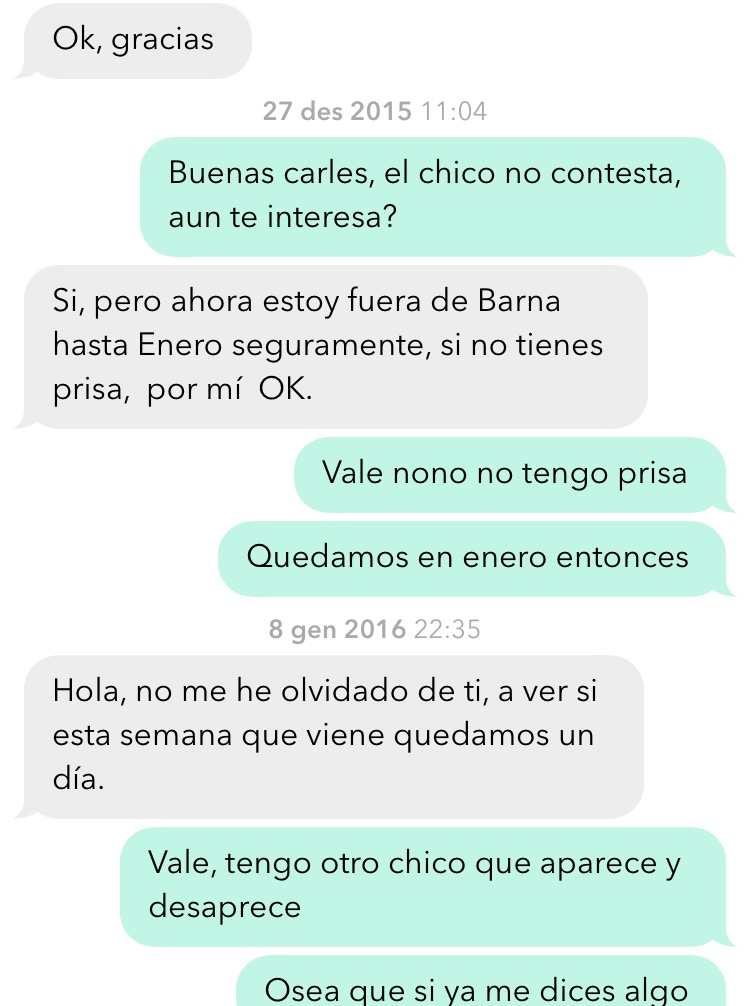 Ok, gracias
27 des 2015 11:04
Buenas carles, el chico no contesta,
aun te interesa?
Si, pero ahora estoy fuera de Barna
hasta Enero seguramente, si no tienes
prisa,  por mí  OK.
Vale nono no tengo prisa
Quedamos en enero entonces
8 gen 2016 22:35
Hola, no me he olvidado de ti, a ver si
esta semana que viene quedamos un
día.
Vale, tengo otro chico que aparece y
desaprece
Osea que si ya me dices algo